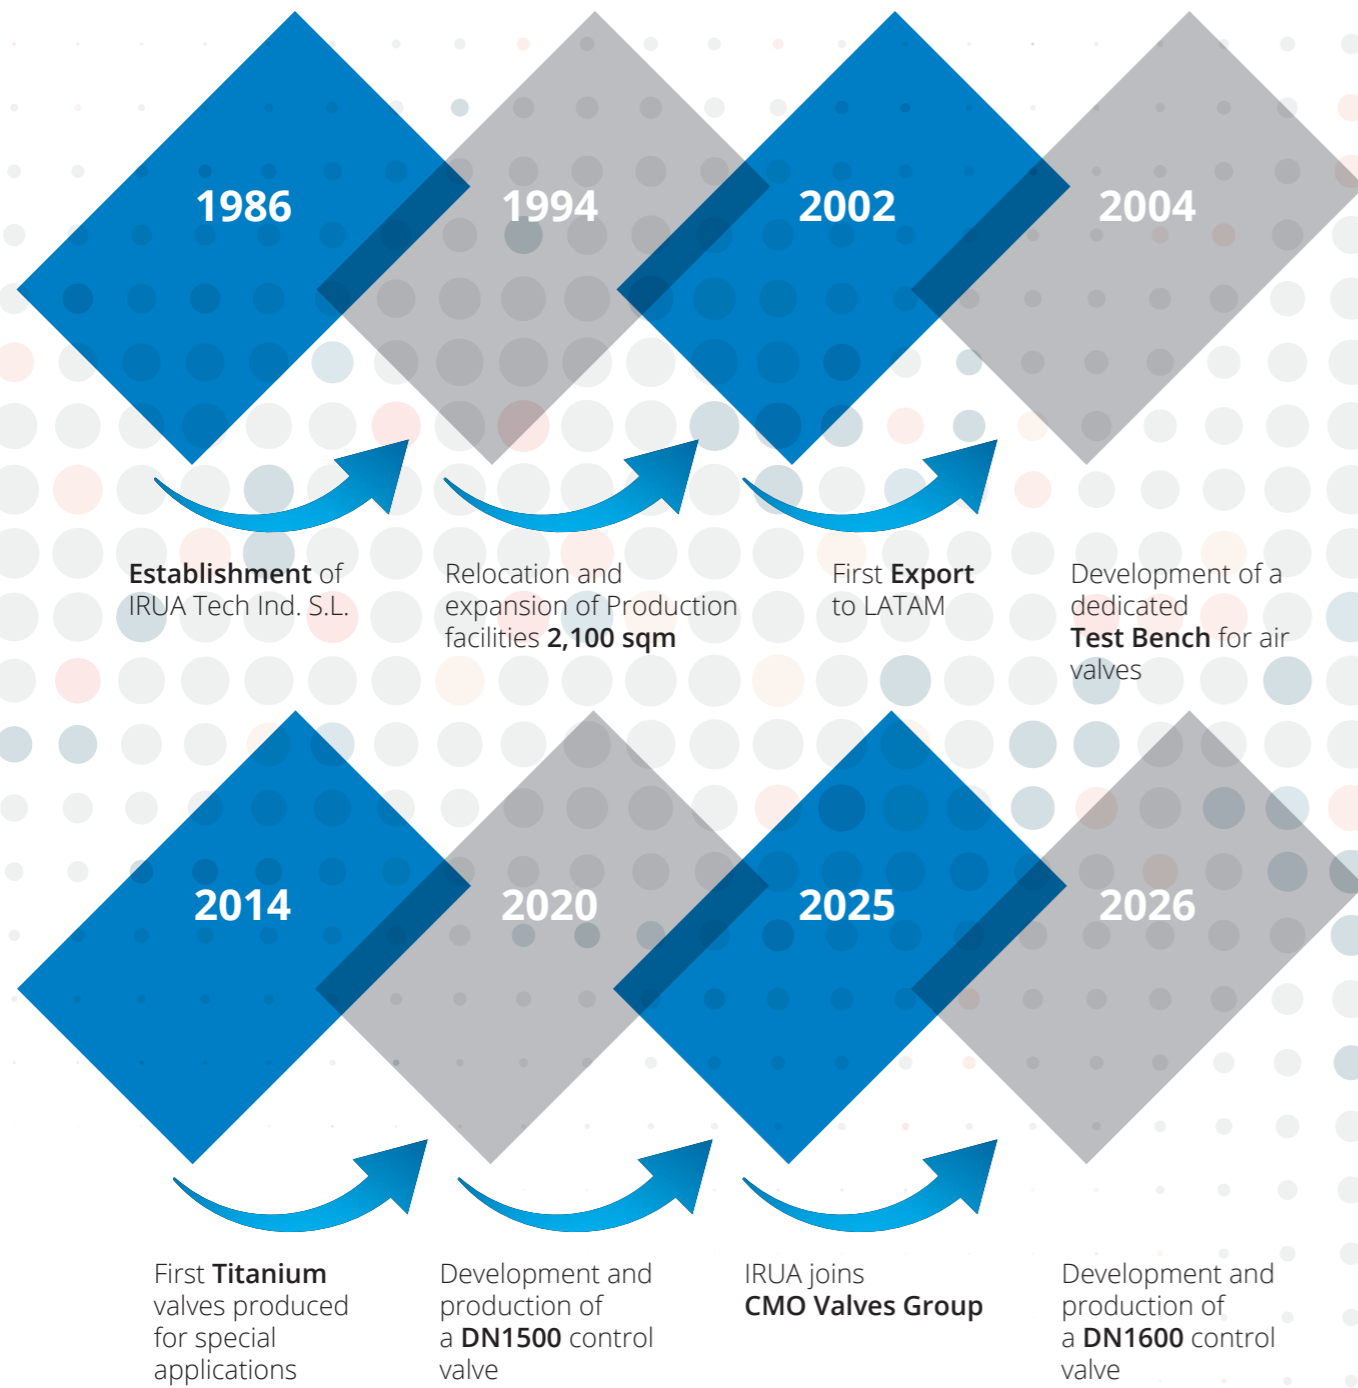 1986
1994
2002
2004
Establishment of
IRUA Tech Ind. S.L.
Relocation and
expansion of Production
facilities 2,100 sqm
First Export
to LATAM
Development of a
dedicated
Test Bench for air
valves
2014
2020
2025
2026
First Titanium
valves produced
for special
applications
Development and
production of
a DN1500 control
valve
IRUA joins
CMO Valves Group
Development and
production of
a DN1600 control
valve